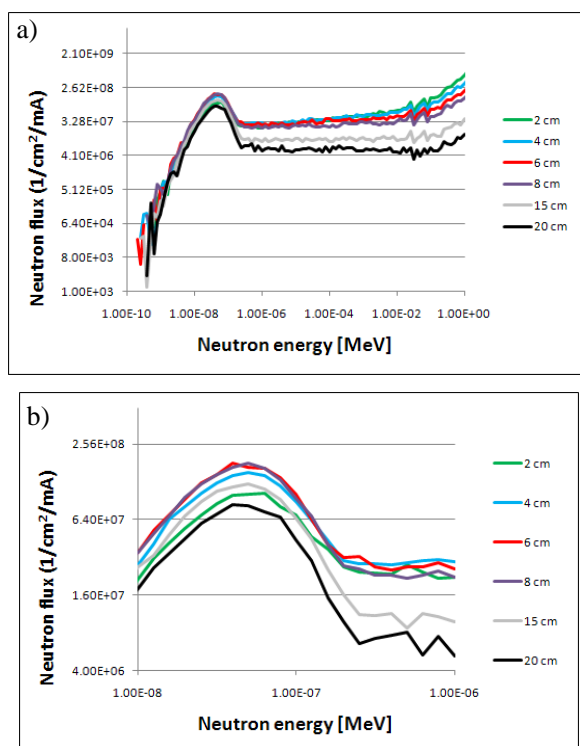 a)
Neutron flux (1/cm²/mA)
2.10E+09
2.62E+08
3.28E+07
4.10E+06
5.12E+05
6.40E+04
8.00E+03
1.00E+03
1.00E-10
1.00E-08
1.00E-06
1.00E-04
1.00E-02
1.00E+00
Neutron energy [MeV]
2 cm
4 cm
6 cm
8 cm
15 cm
20 cm
b)
Neutron flux (1/cm²/mA)
2.56E+08
6.40E+07
1.60E+07
4.00E+06
1.00E-08
1.00E-07
1.00E-06
Neutron energy [MeV]
2 cm
4 cm
6 cm
8 cm
15 cm
20 cm